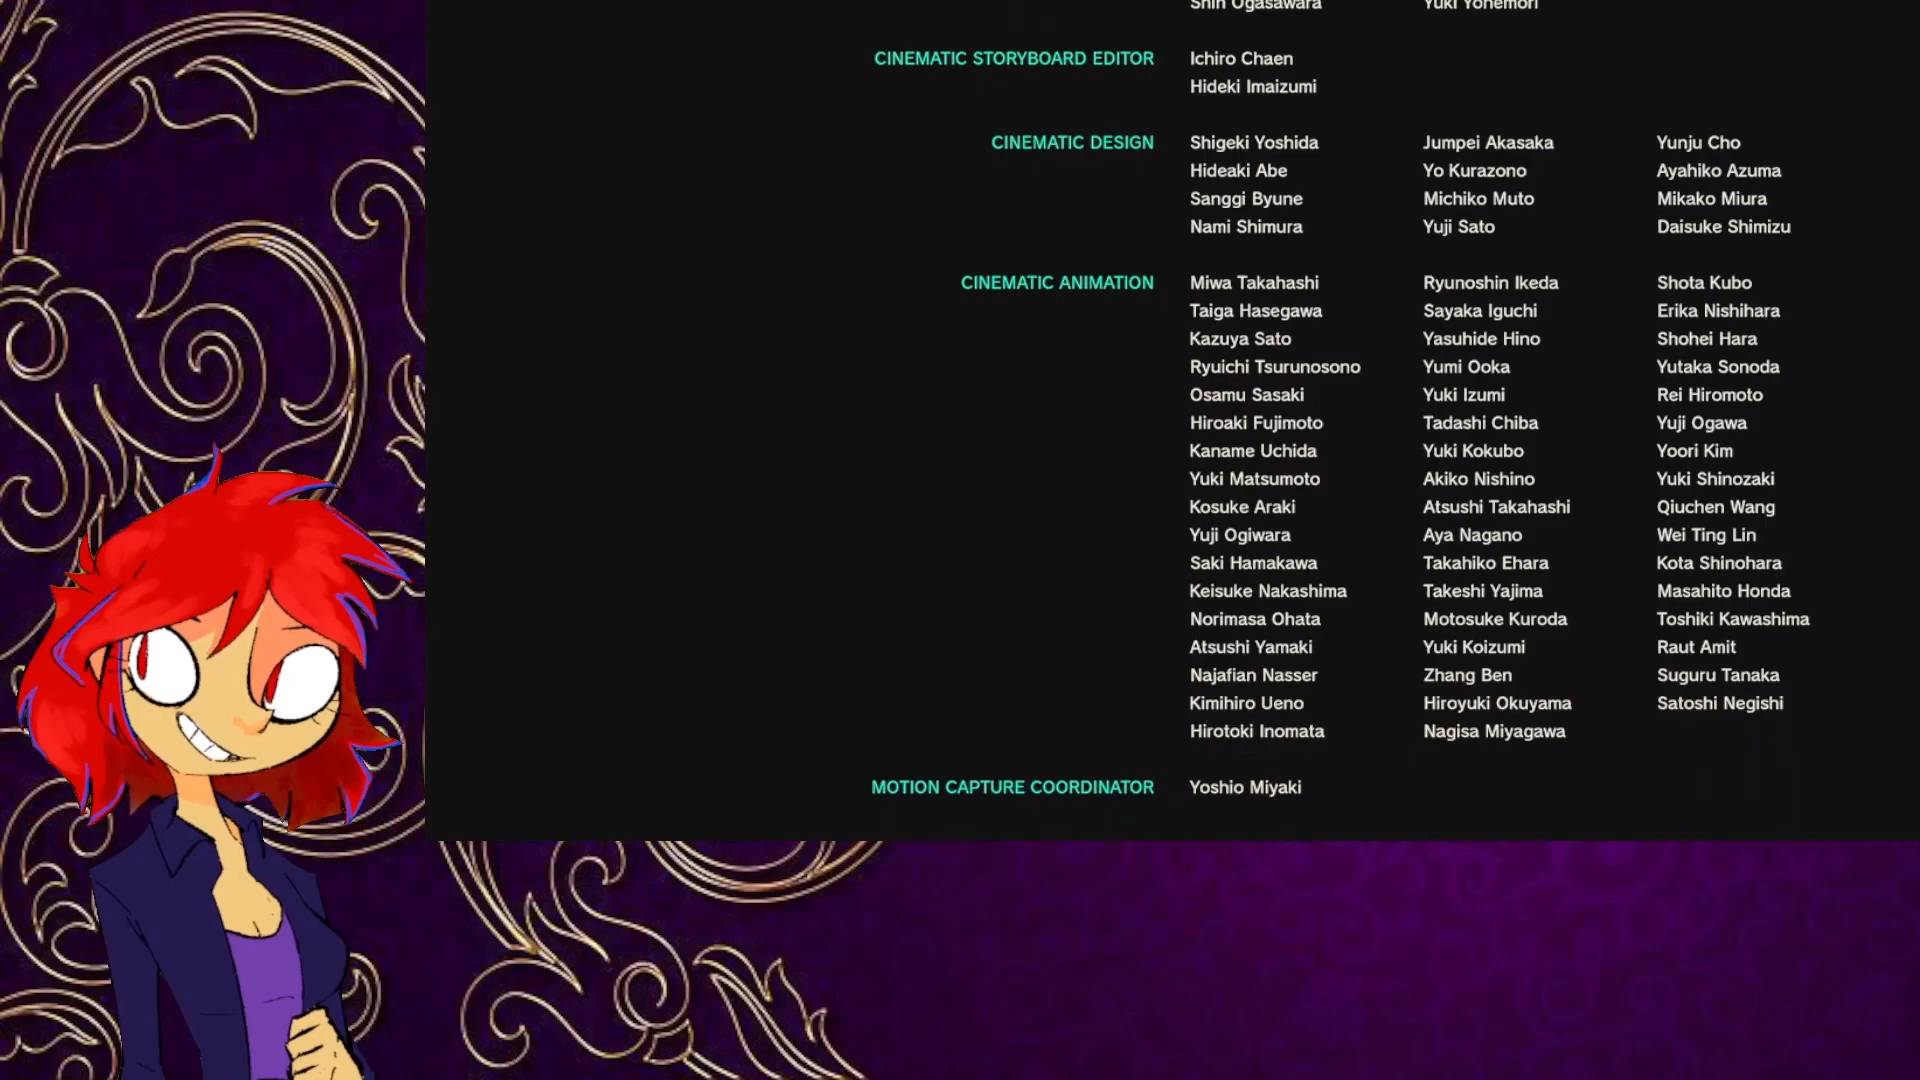 Shin Ogasawara Yuki Yonemori
CINEMATIC STORYBOARD EDITOR Ichiro Chaen
Hideki Imaizumi
CINEMATIC DESIGN Shigeki Yoshida Jumpei Akasaka Yunju Cho
Hideaki Abe Yo Kurazono Ayahiko Azuma
Sanggi Byune Michiko Muto Mikako Miura
Nami Shimura Yuji Sato Daisuke Shimizu
CINEMATIC ANIMATION Miwa Takahashi Ryunoshin Ikeda Shota Kubo
Taiga Hasegawa Sayaka Iguchi Erika Nishihara
Kazuya Sato Yasuhide Hino Shohei Hara
Ryuichi Tsurunosono Yumi Ooka Yutaka Sonoda
Osamu Sasaki Yuki Izumi Rei Hiromoto
Hiroaki Fujimoto Tadashi Chiba Yuji Ogawa
Kaname Uchida Yuki Kokubo Yoori Kim
Yuki Matsumoto Akiko Nishino Yuki Shinozaki
Kosuke Araki Atsushi Takahashi Qiuchen Wang
Yuji Ogiwara Aya Nagano Wei Ting Lin
Saki Hamakawa Takahiko Ehara Kota Shinohara
Keisuke Nakashima Takeshi Yajima Masahito Honda
Norimasa Ohata Motosuke Kuroda Toshiki Kawashima
Atsushi Yamaki Yuki Koizumi Raut Amit
Najafian Nasser Zhang Ben Suguru Tanaka
Kimihiro Ueno Hiroyuki Okuyama Satoshi Negishi
Hirotoki Inomata Nagisa Miyagawa
MOTION CAPTURE COORDINATOR Yoshio Miyaki